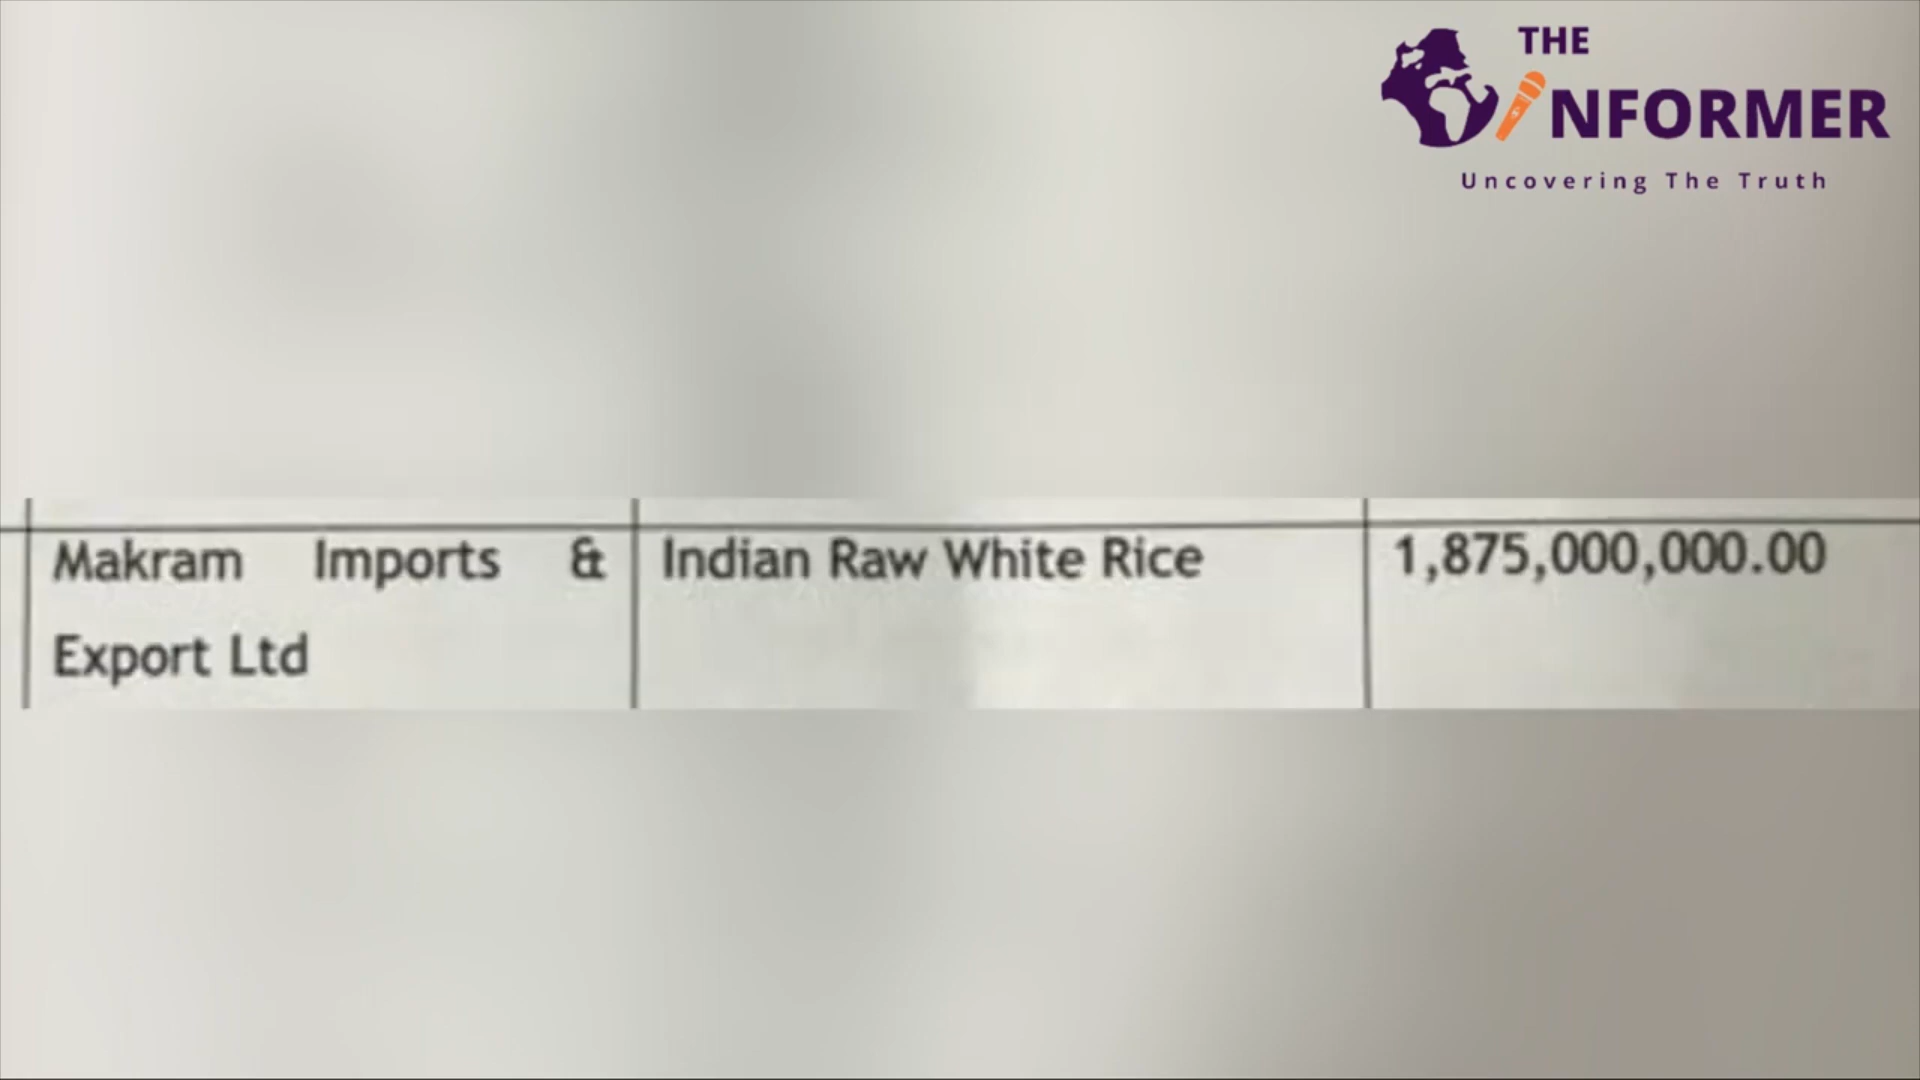 THE
INFORMER
Uncovering The Truth
Makram Imports &
Export Ltd
Indian Raw White Rice
1,875,000,000.00